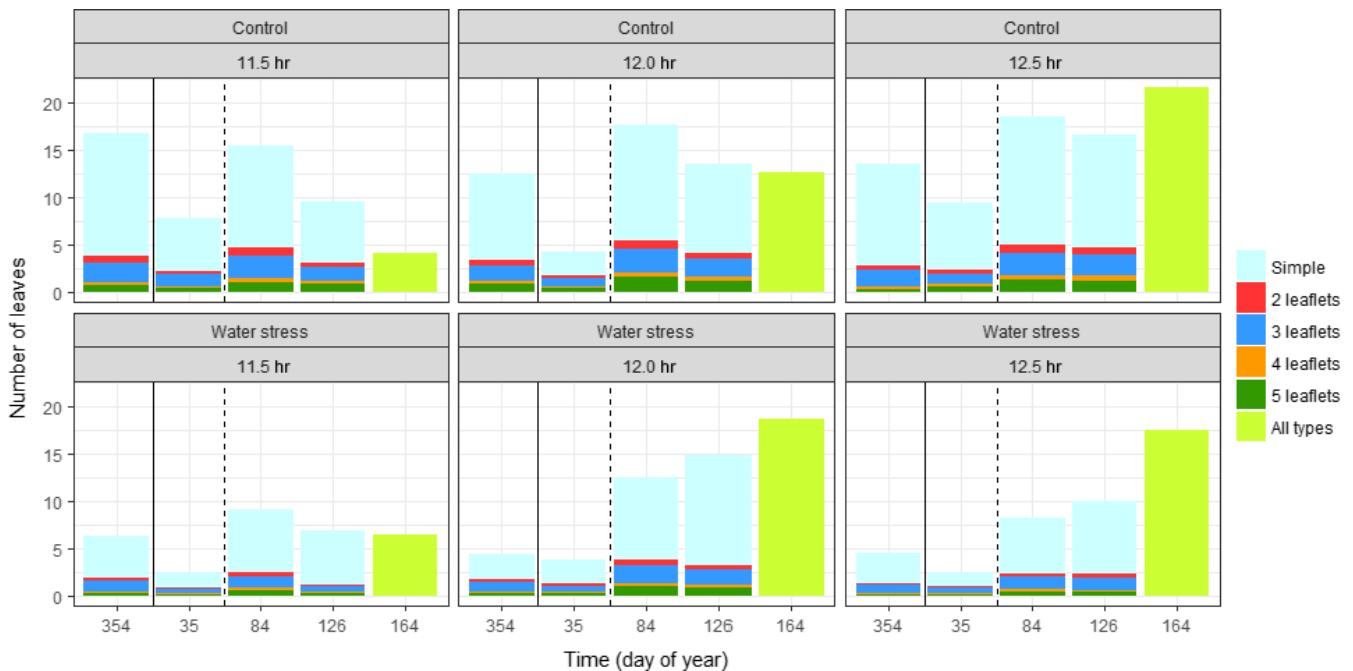 Control
Control
Control
11.5 hr
12.0 hr
12.5 hr
20
15
10
5
0
Water stress
Water stress
Water stress
11.5 hr
12.0 hr
12.5 hr
20
15
10
5
0
354 35 84 126 164
354 35 84 126 164
354 35 84 126 164
Time (day of year)
Number of leaves
Simple
2 leaflets
3 leaflets
4 leaflets
5 leaflets
All types